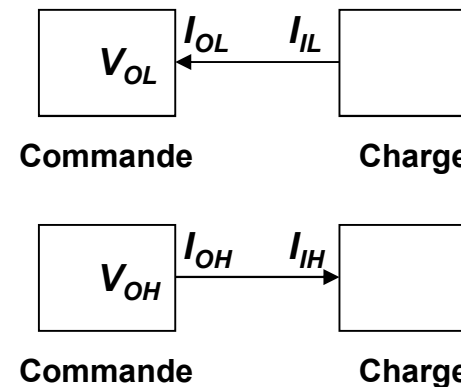 I_OL I_IL
V_OL
Commande Charge
I_OH I_IH
V_OH
Commande Charge